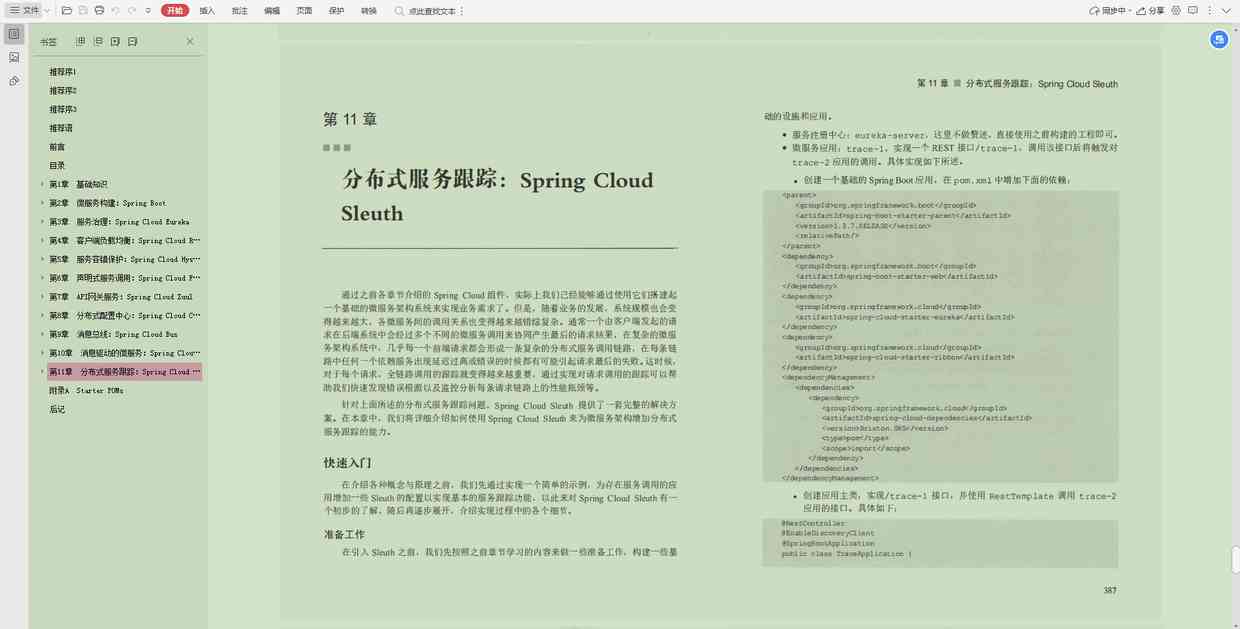 文件
开始
插入
批注
编辑
页面
保护
转换
点此查找文本
同步中
分享
书签
推荐序1
推荐序2
推荐序3
推荐语
前言
目录
第1章 基础知识
第2章 微服务构建：Spring Boot
第3章 服务治理：Spring Cloud Eureka
第4章 客户端负载均衡：Spring Cloud R…
第5章 服务容错保护：Spring Cloud Hys…
第6章 声明式服务调用：Spring Cloud F…
第7章 API网关服务：Spring Cloud Zuul
第8章 分布式配置中心：Spring Cloud C…
第9章 消息总线：Spring Cloud Bus
第10章 消息驱动的微服务：Spring Clou…
第11章 分布式服务跟踪：Spring Cloud …
附录A Starter POMs
后记
第 11 章
分布式服务跟踪：Spring Cloud
Sleuth
通过之前各章节介绍的 Spring Cloud 组件，实际上我们已经能够通过使用它们搭建起
一个基础的微服务架构系统来实现业务需求了。但是，随着业务的发展，系统规模也会变
得越来越大，各微服务间的调用关系也变得越来越错综复杂。通常一个由客户端发起的请
求在后端系统中会经过多个不同的微服务调用来协同产生最后的请求结果，在复杂的微服
务架构系统中，几乎每一个前端请求都会形成一条复杂的分布式服务调用链路，在每条链
路中任何一个依赖服务出现延迟过高或错误的时候都有可能引起请求最后的失败。这时候，
对于每个请求，全链路调用的跟踪就变得越来越重要，通过实现对请求调用的跟踪可以帮
助我们快速发现错误根源以及监控分析每条请求链路上的性能瓶颈等。
针对上面所述的分布式服务跟踪问题，Spring Cloud Sleuth 提供了一套完整的解决方
案。在本章中，我们将详细介绍如何使用 Spring Cloud Sleuth 来为微服务架构增加分布式
服务跟踪的能力。
快速入门
在介绍各种概念与原理之前，我们先通过实现一个简单的示例，为存在服务调用的应
用增加一些 Sleuth 的配置以实现基本的服务跟踪功能，以此来对 Spring Cloud Sleuth 有一
个初步的了解，随后再逐步展开，介绍实现过程中的各个细节。
准备工作
在引入 Sleuth 之前，我们先按照之前章节学习的内容来做一些准备工作，构建一些基
第 11 章 分布式服务跟踪：Spring Cloud Sleuth
础的设施和应用。
• 服务注册中心：eureka-server，这里不做赘述，直接使用之前构建的工程即可。
• 微服务应用：trace-1，实现一个 REST 接口/trace-1，调用该接口后将触发对
trace-2 应用的调用。具体实现如下所述。
• 创建一个基础的 Spring Boot 应用，在 pom.xml 中增加下面的依赖：
<parent>
<groupId>org.springframework.boot</groupId>
<artifactId>spring-boot-starter-parent</artifactId>
<version>1.3.7.RELEASE</version>
<relativePath/>
</parent>
<dependency>
<groupId>org.springframework.boot</groupId>
<artifactId>spring-boot-starter-web</artifactId>
</dependency>
<dependency>
<groupId>org.springframework.cloud</groupId>
<artifactId>spring-cloud-starter-eureka</artifactId>
</dependency>
<dependency>
<groupId>org.springframework.cloud</groupId>
<artifactId>spring-cloud-starter-ribbon</artifactId>
</dependency>
<dependencyManagement>
<dependencies>
<dependency>
<groupId>org.springframework.cloud</groupId>
<artifactId>spring-cloud-dependencies</artifactId>
<version>Brixton.SR5</version>
<type>pom</type>
<scope>import</scope>
</dependency>
</dependencies>
</dependencyManagement>
• 创建应用主类，实现/trace-1 接口，并使用 RestTemplate 调用 trace-2
应用的接口。具体如下：
@RestController
@EnableDiscoveryClient
@SpringBootApplication
public class TraceApplication {
387